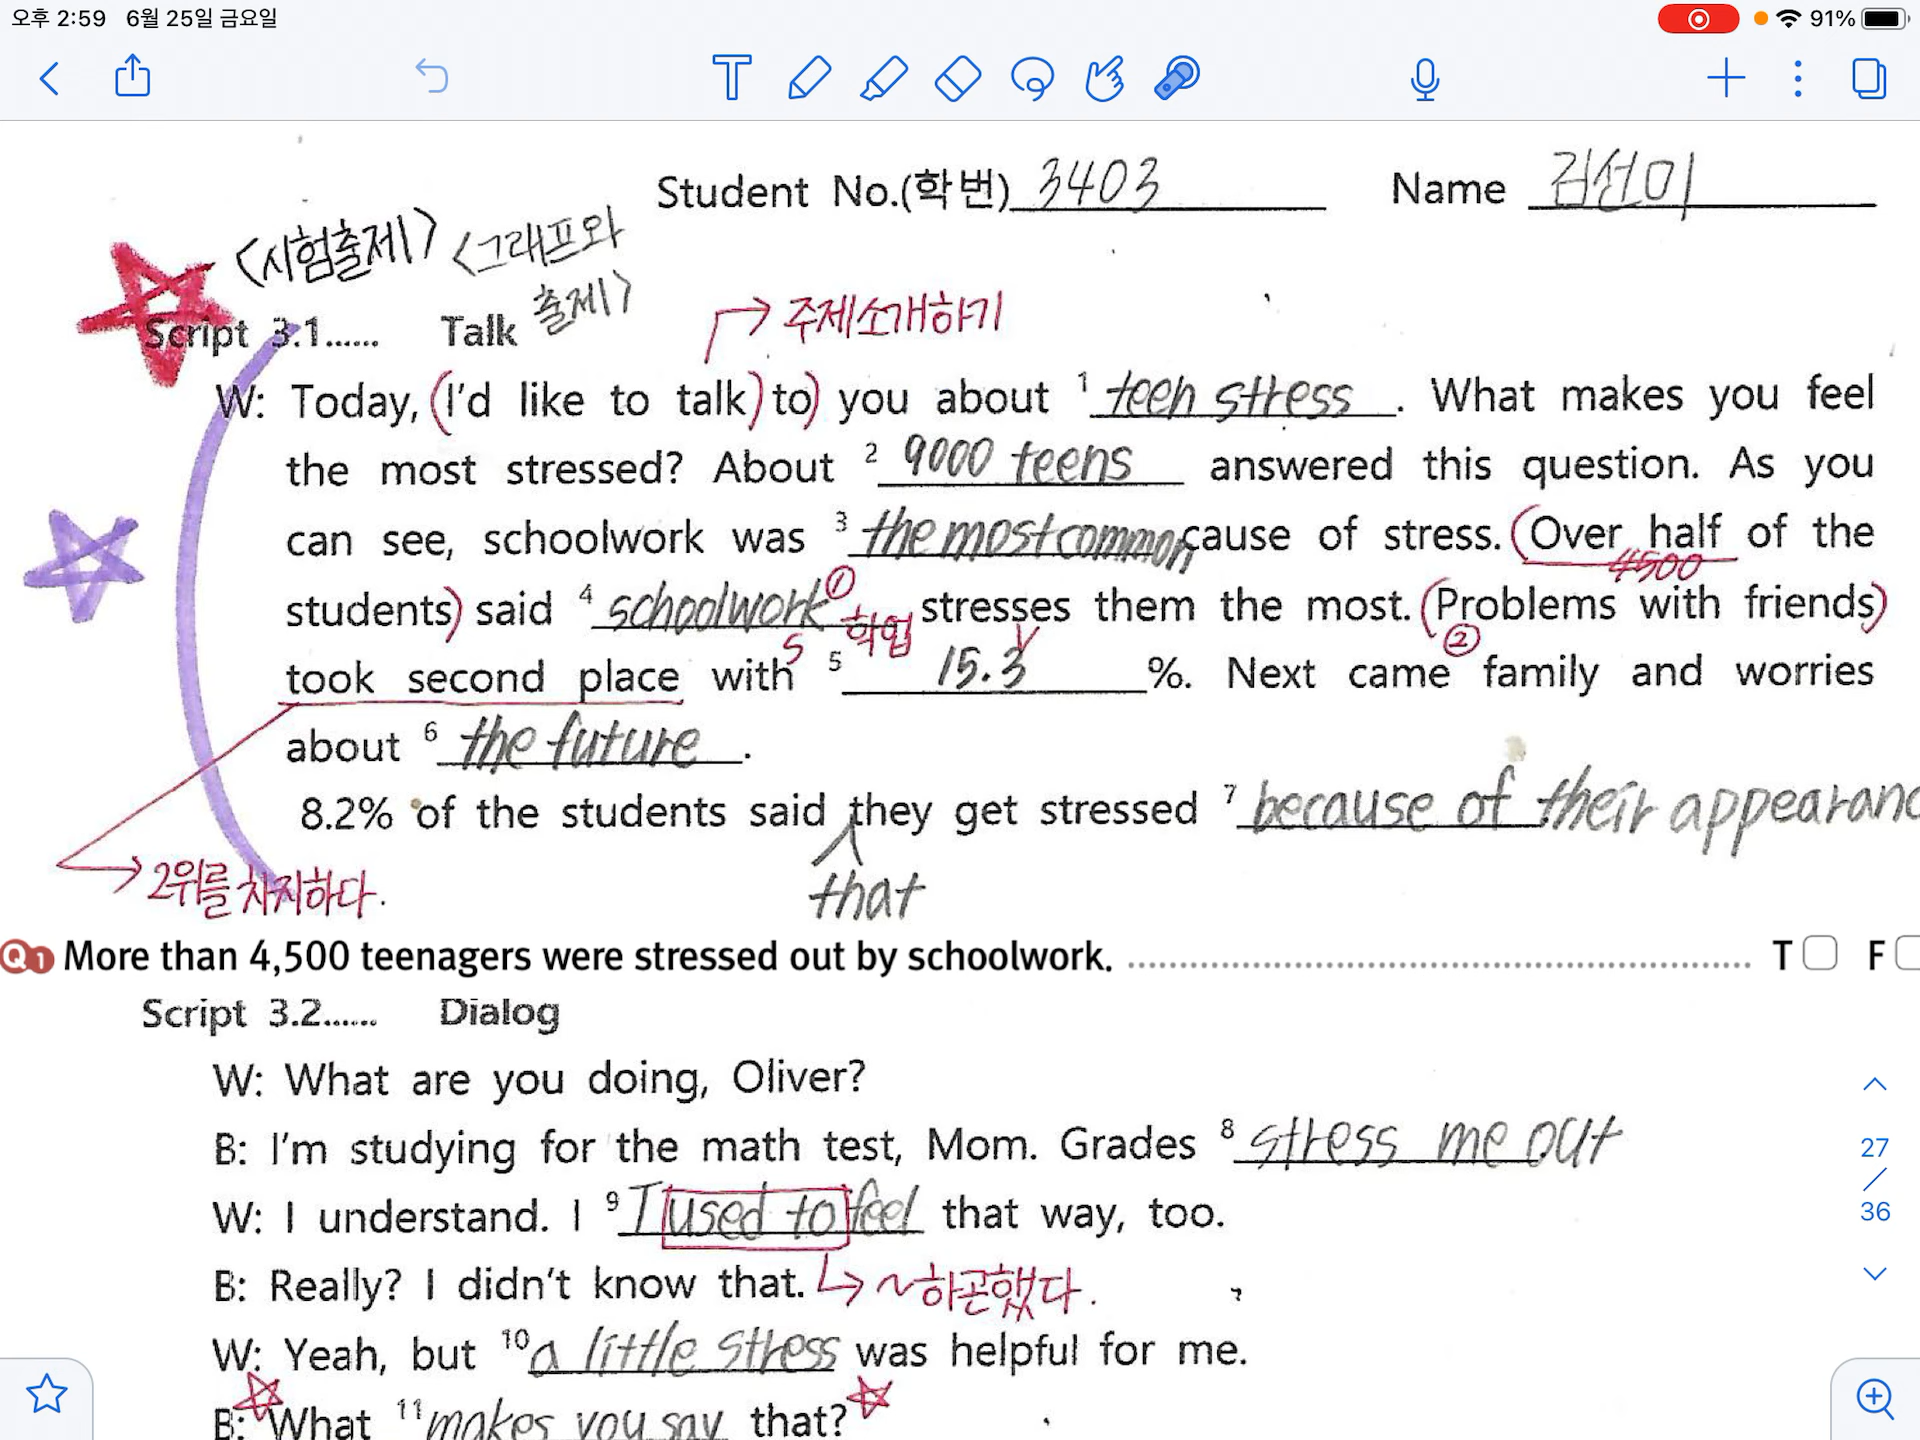 오후 2:59 6월 25일 금요일 91%
Student No.(학번) 3403 Name 김선미
<시험출제> <그래프와
출제>
Script 3.1...... Talk
→ 주제소개하기
W: Today, (I'd like to talk) to) you about 1 teen stress . What makes you feel
the most stressed? About 2 9000 teens answered this question. As you
can see, schoolwork was 3 the most common cause of stress. (Over half of the
4500
students) said 4 schoolwork ① 학업 stresses them the most. (Problems with friends)
②
took second place with 5 15.3 %. Next came family and worries
S
about 6 the future .
8.2% of the students said they get stressed 7 because of their appearanc
that
→ 2위를 차지하다.
Q1 More than 4,500 teenagers were stressed out by schoolwork. T F
Script 3.2...... Dialog
W: What are you doing, Oliver?
B: I'm studying for the math test, Mom. Grades 8 stress me out
W: I understand. I 9 I used to feel that way, too.
B: Really? I didn't know that. → ~하곤했다.
W: Yeah, but 10 a little stress was helpful for me.
B: What 11 makes you say that?
27
/
36